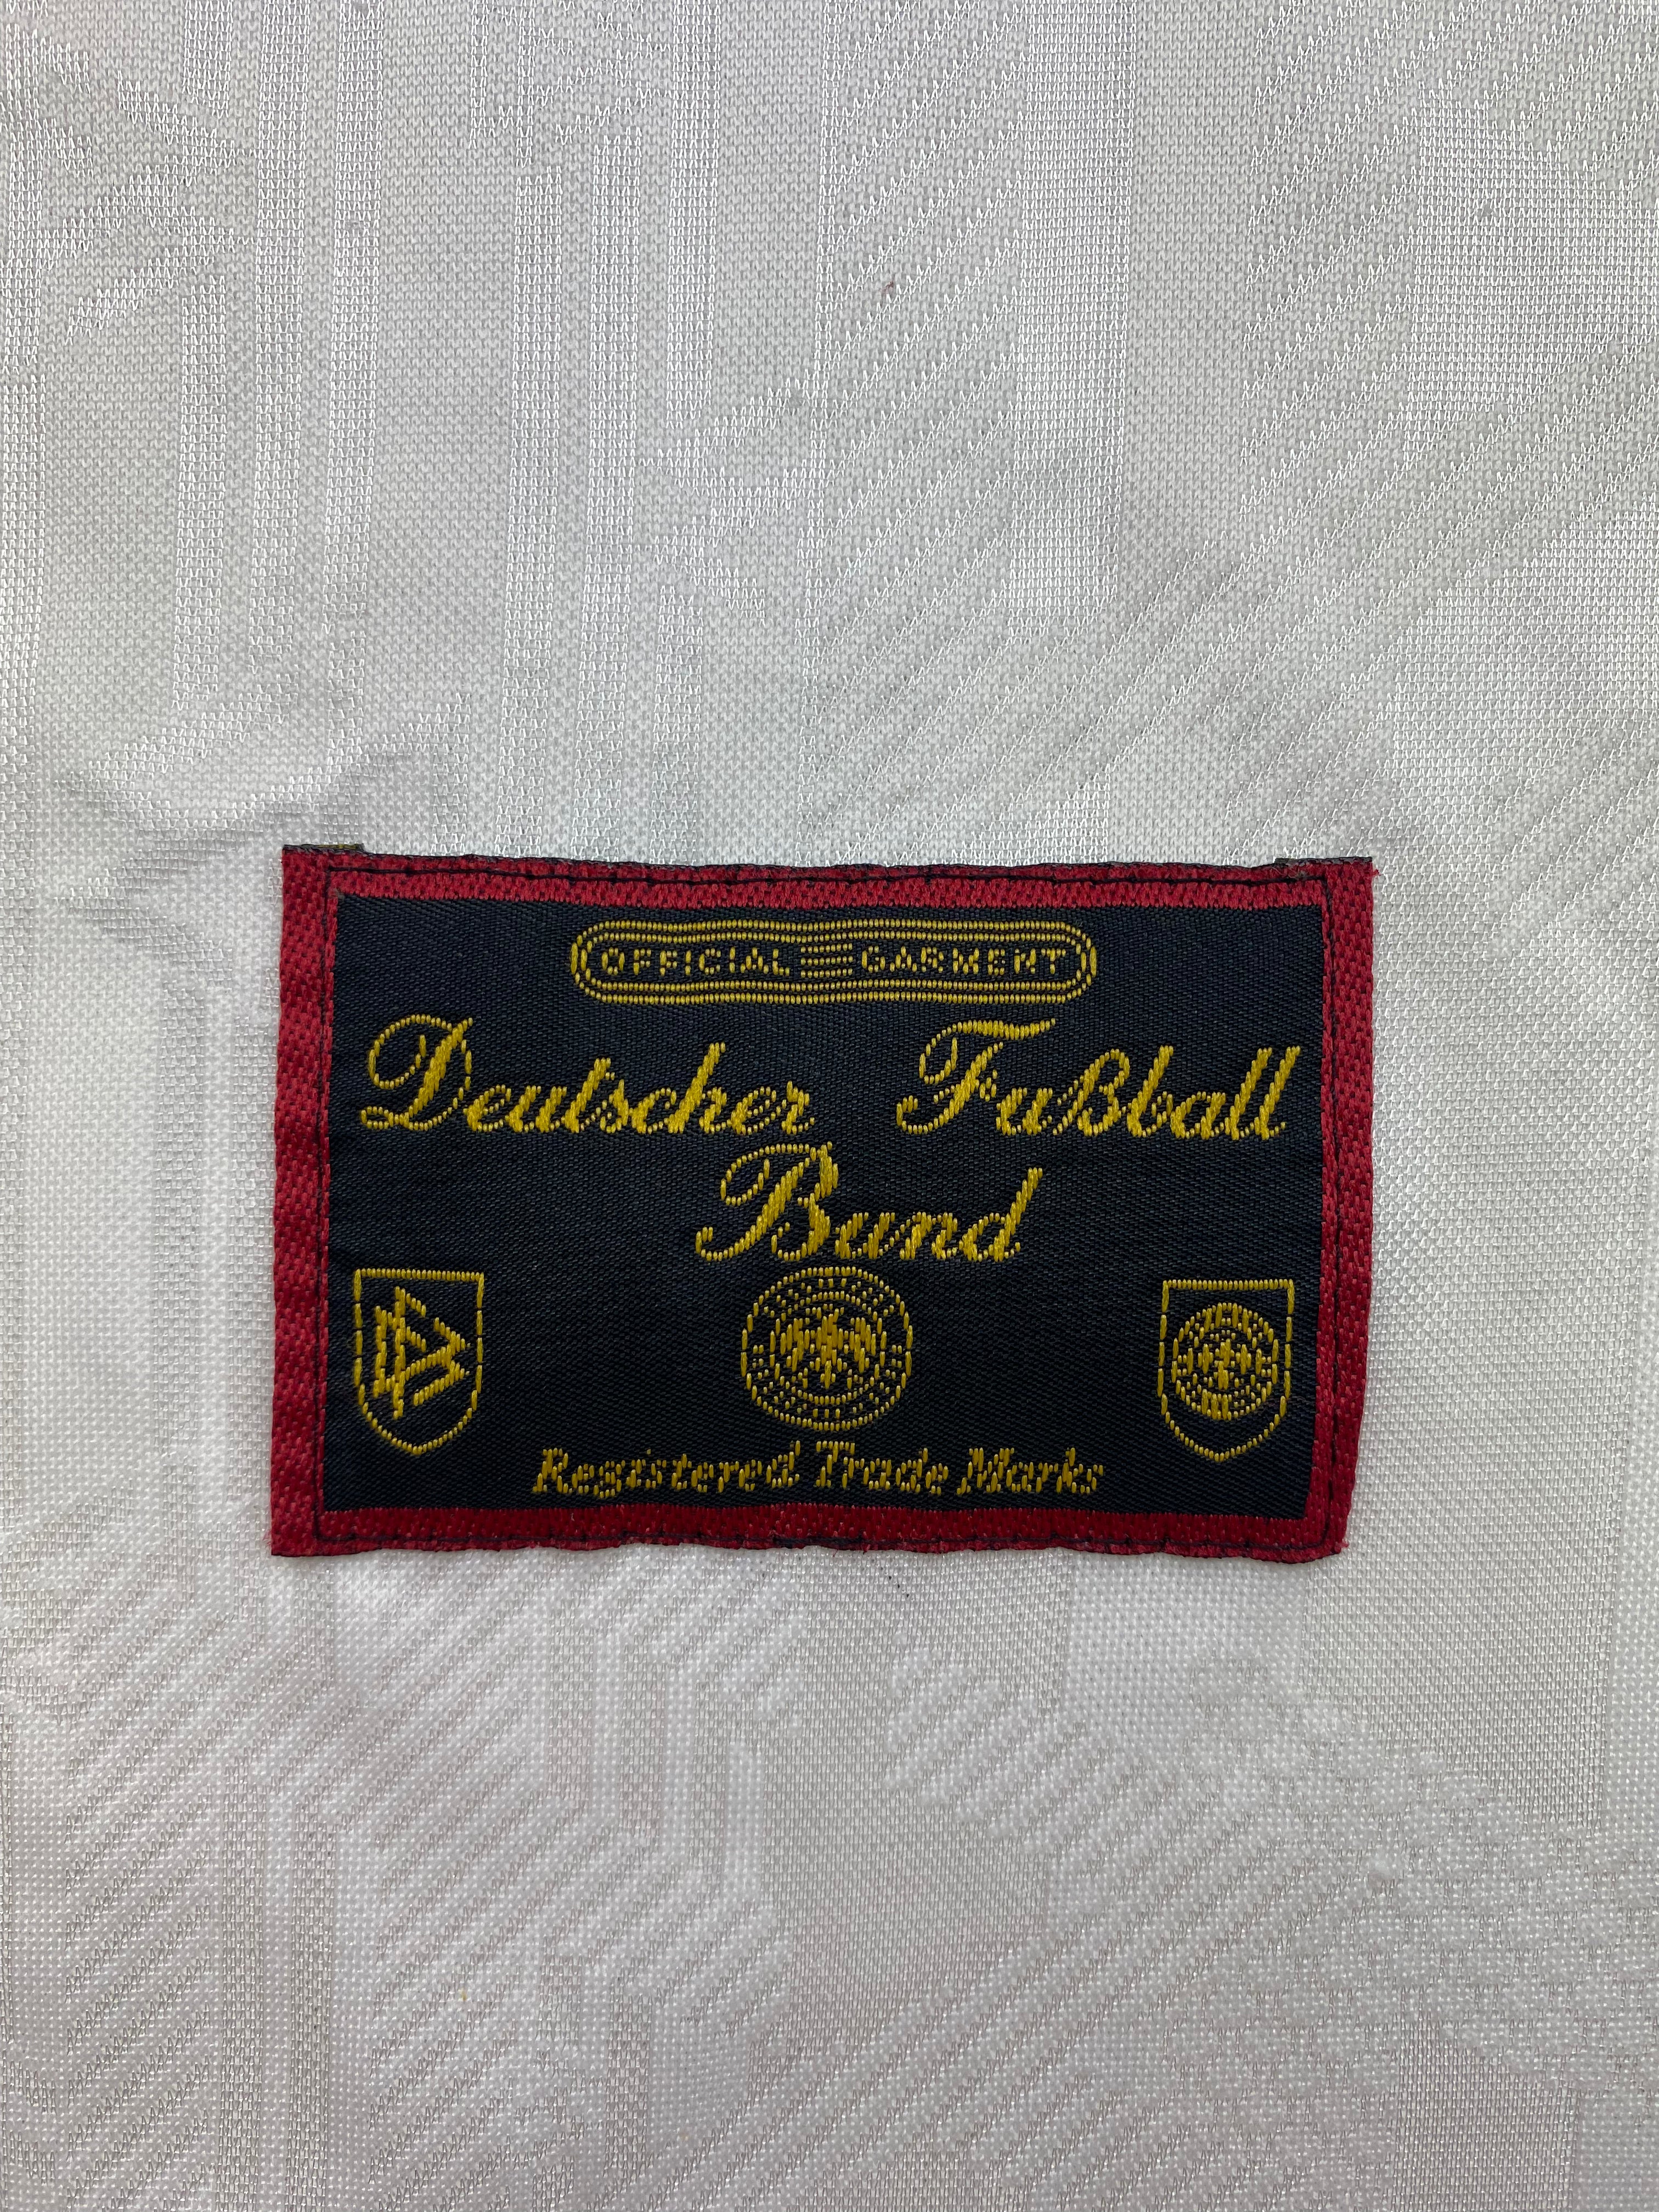 OFFICIAL GARMENT
Deutscher Fußball
Bund
Registered Trade Marks